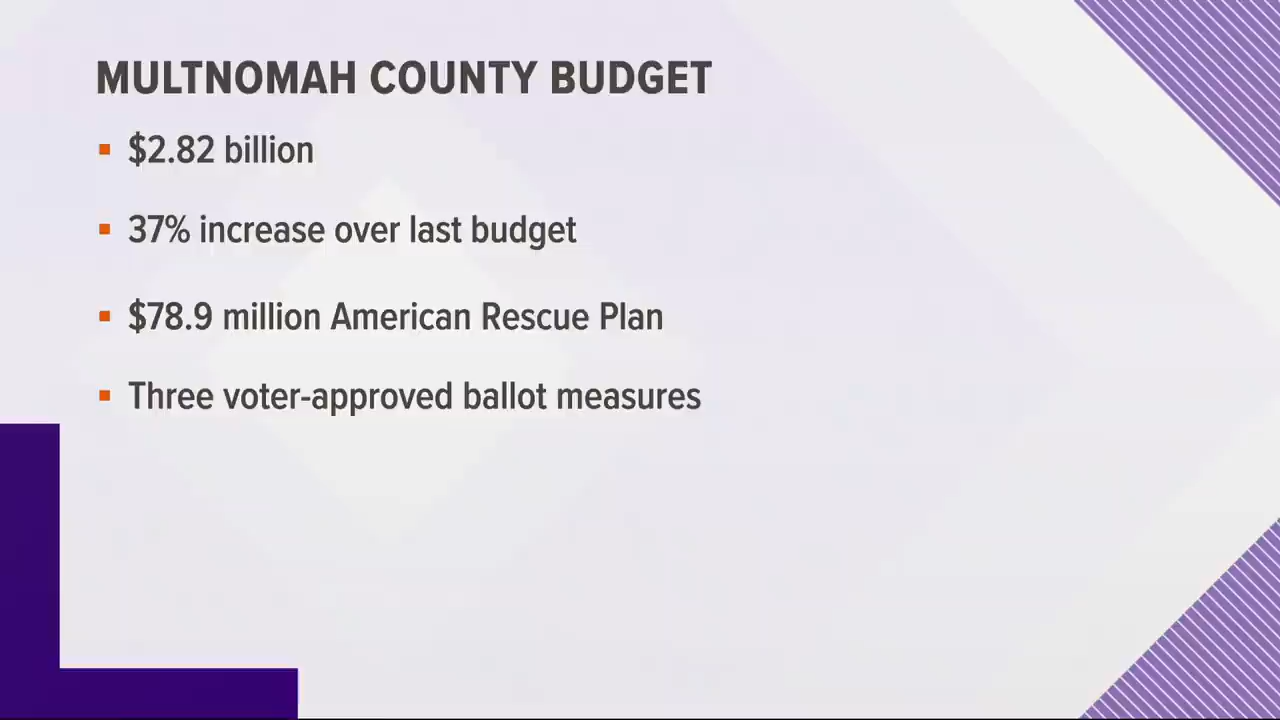 MULTNOMAH COUNTY BUDGET
▪ $2.82 billion
▪ 37% increase over last budget
▪ $78.9 million American Rescue Plan
▪ Three voter-approved ballot measures